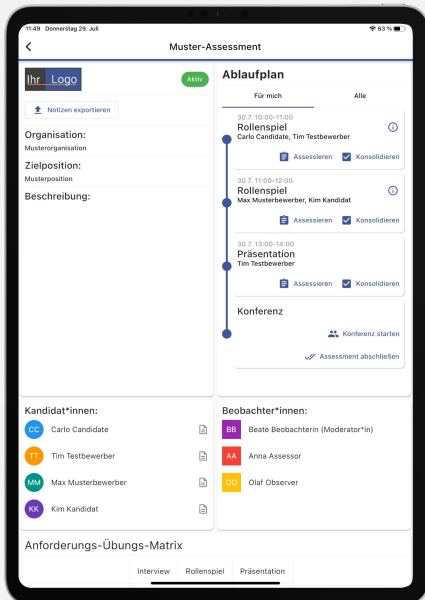 11:49 Donnerstag 29. Juli
63 %
Muster-Assessment
Ihr Logo
Aktiv
Notizen exportieren
Organisation:
Musterorganisation
Zielposition:
Musterposition
Beschreibung:
Ablaufplan
Für mich
Alle
30.7. 10:00-11:00
Rollenspiel
Carlo Candidate, Tim Testbewerber
Assessieren
Konsolidieren
30.7. 11:00-12:00
Rollenspiel
Max Musterbewerber, Kim Kandidat
Assessieren
Konsolidieren
30.7. 13:00-14:00
Präsentation
Tim Testbewerber
Assessieren
Konsolidieren
Konferenz
Konferenz starten
Assessment abschließen
Kandidat*innen:
CC Carlo Candidate
TT Tim Testbewerber
MM Max Musterbewerber
KK Kim Kandidat
Beobachter*innen:
BB Beate Beobachterin (Moderator*in)
AA Anna Assessor
OO Olaf Observer
Anforderungs-Übungs-Matrix
Interview
Rollenspiel
Präsentation